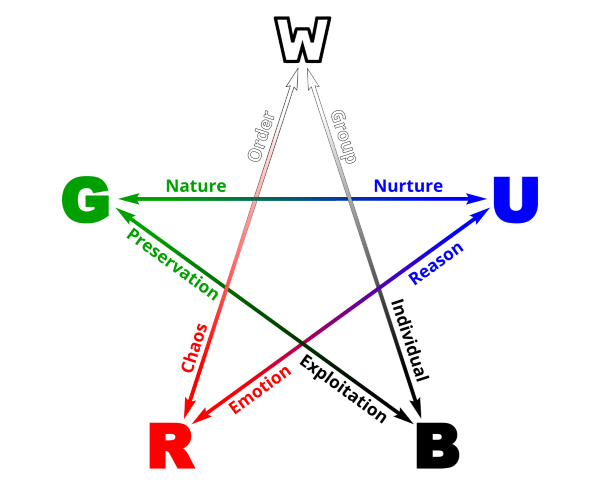 W
Order
Group
G
Nature
Nurture
U
Preservation
Reason
Chaos
Individual
Emotion
Exploitation
R
B